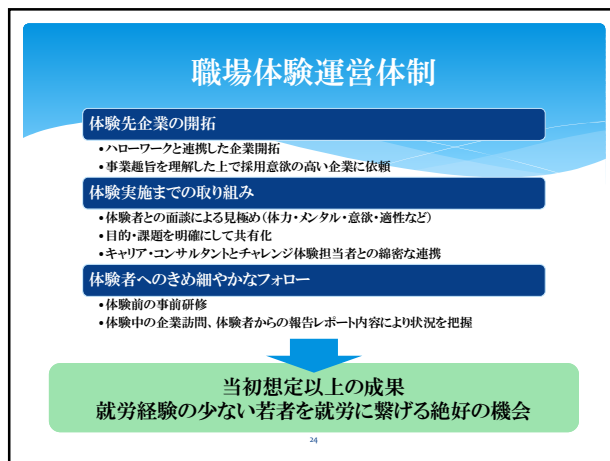 職場体験運営体制
体験先企業の開拓
•ハローワークと連携した企業開拓
•事業趣旨を理解した上で採用意欲の高い企業に依頼
体験実施までの取り組み
•体験者との面談による見極め（体力・メンタル・意欲・適性など）
•目的・課題を明確にして共有化
•キャリア・コンサルタントとチャレンジ体験担当者との綿密な連携
体験者へのきめ細やかなフォロー
•体験前の事前研修
•体験中の企業訪問、体験者からの報告レポート内容により状況を把握
当初想定以上の成果
就労経験の少ない若者を就労に繋げる絶好の機会
24